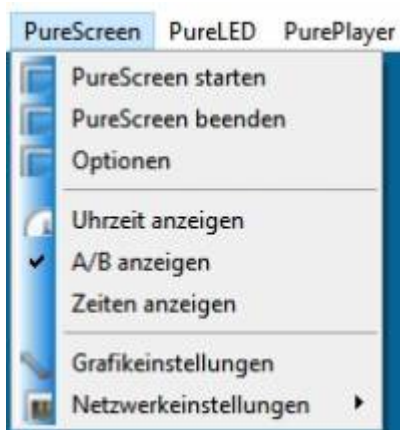 PureScreen PureLED PurePlayer
PureScreen starten
PureScreen beenden
Optionen
Uhrzeit anzeigen
A/B anzeigen
Zeiten anzeigen
Grafikeinstellungen
Netzwerkeinstellungen